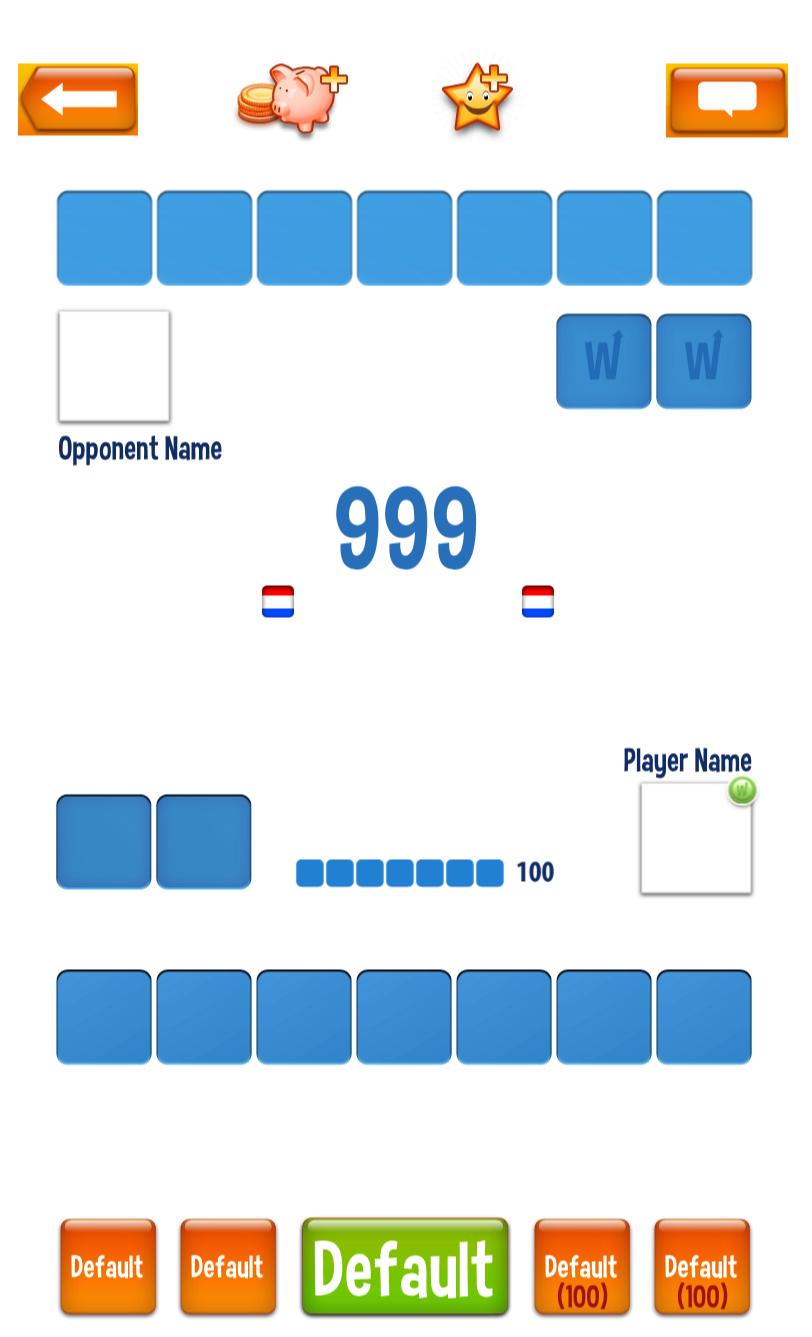 W W
Opponent Name
999
Player Name
W
100
Default Default Default Default Default
(100) (100)